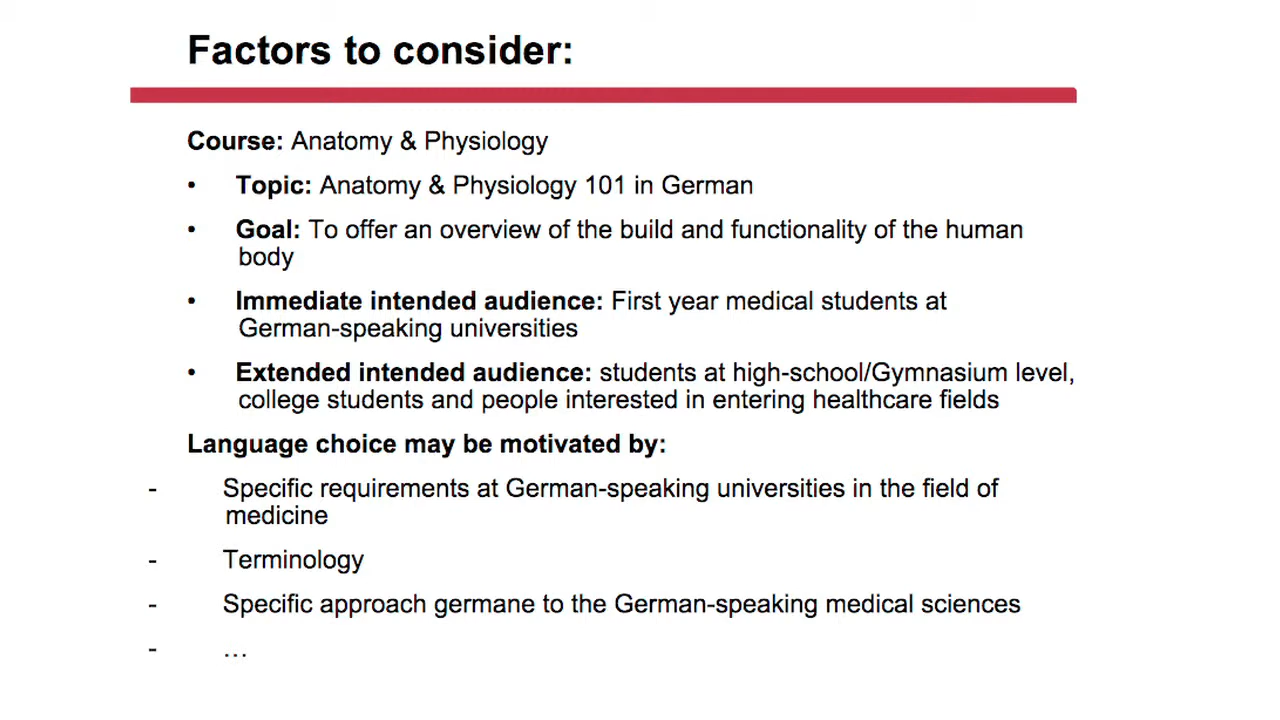 Factors to consider:
Course: Anatomy & Physiology
• Topic: Anatomy & Physiology 101 in German
• Goal: To offer an overview of the build and functionality of the human
body
• Immediate intended audience: First year medical students at
German-speaking universities
• Extended intended audience: students at high-school/Gymnasium level,
college students and people interested in entering healthcare fields
Language choice may be motivated by:
- Specific requirements at German-speaking universities in the field of
medicine
- Terminology
- Specific approach germane to the German-speaking medical sciences
- …